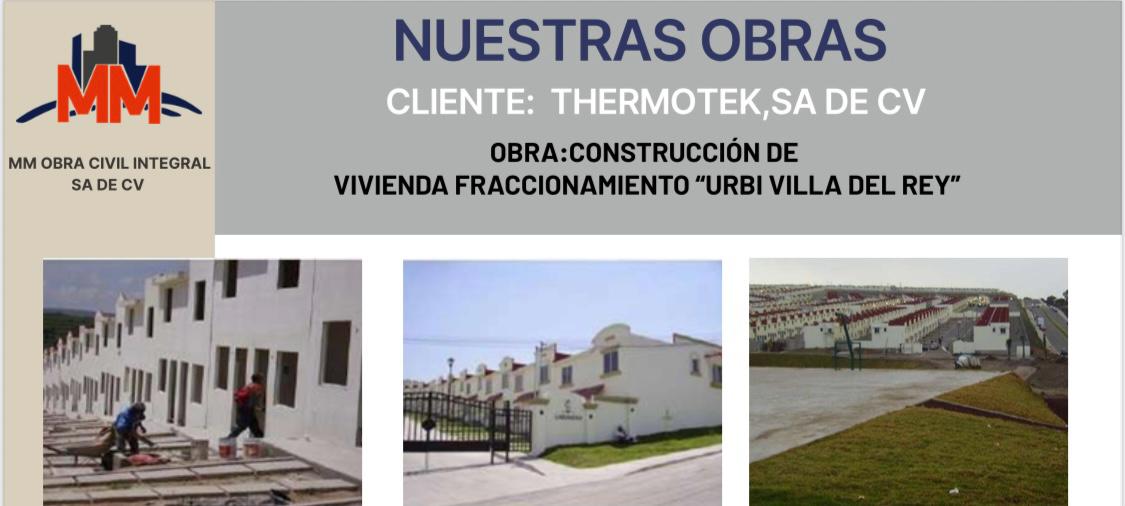 MM
MM OBRA CIVIL INTEGRAL
SA DE CV
NUESTRAS OBRAS
CLIENTE: THERMOTEK,SA DE CV
OBRA:CONSTRUCCIÓN DE
VIVIENDA FRACCIONAMIENTO “URBI VILLA DEL REY”